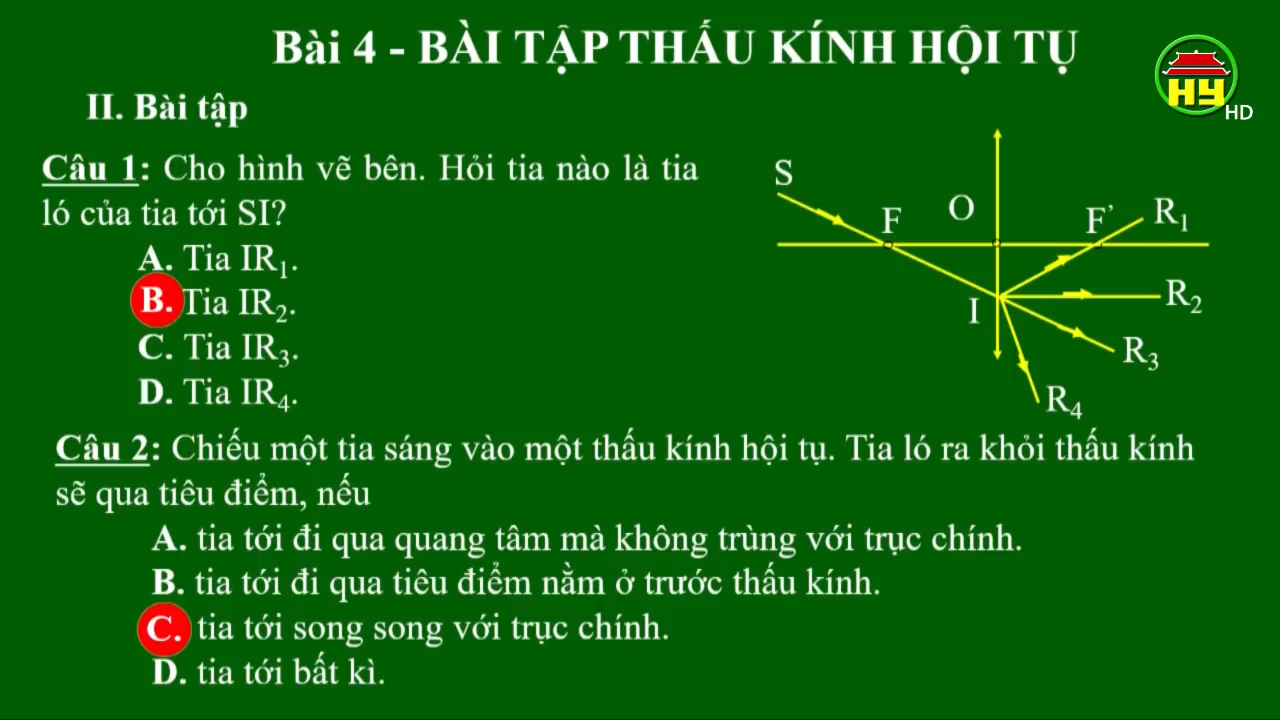 Bài 4 - BÀI TẬP THẤU KÍNH HỘI TỤ
HY HD
II. Bài tập
Câu 1: Cho hình vẽ bên. Hỏi tia nào là tia
ló của tia tới SI?
A. Tia IR₁.
B. Tia IR₂.
C. Tia IR₃.
D. Tia IR₄.
S
F
O
F’
R₁
I
R₂
R₃
R₄
Câu 2: Chiếu một tia sáng vào một thấu kính hội tụ. Tia ló ra khỏi thấu kính
sẽ qua tiêu điểm, nếu
A. tia tới đi qua quang tâm mà không trùng với trục chính.
B. tia tới đi qua tiêu điểm nằm ở trước thấu kính.
C. tia tới song song với trục chính.
D. tia tới bất kì.